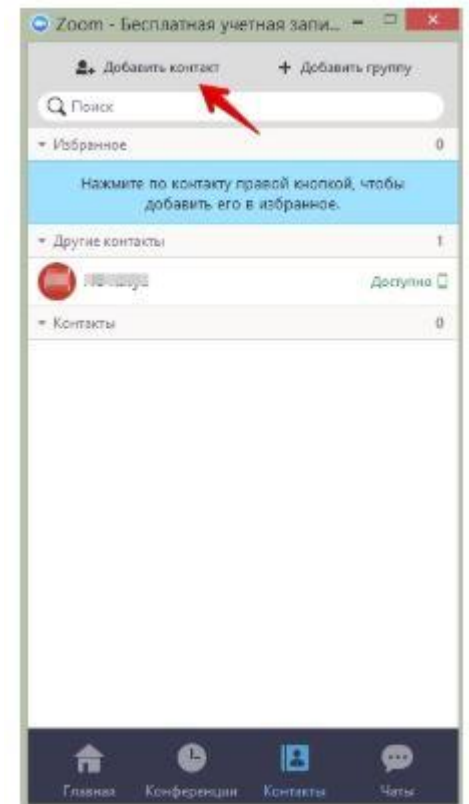 Zoom - Бесплатная учетная запи...
Добавить контакт
+ Добавить группу
Поиск
Избранное 0
Нажмите по контакту правой кнопкой, чтобы
добавить его в избранное.
Другие контакты 1
Доступно
Контакты 0
Главная Конференции Контакты Чаты